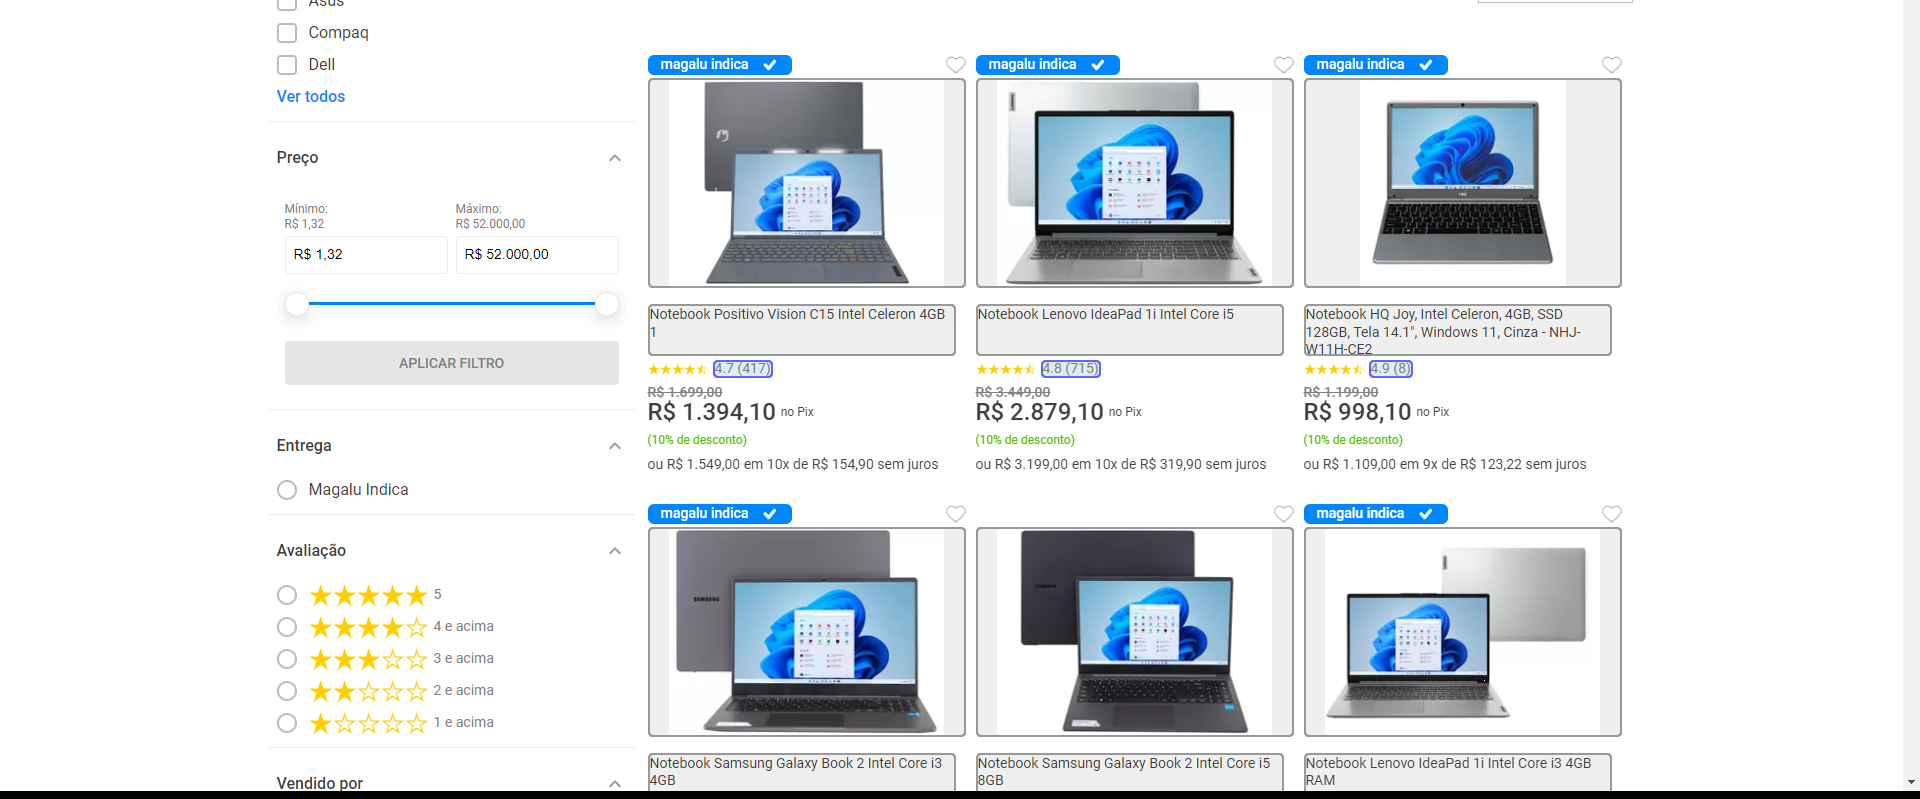 Asus
Compaq
Dell
Ver todos
Preço
Mínimo:
R$ 1,32
Máximo:
R$ 52.000,00
R$ 1,32
R$ 52.000,00
APLICAR FILTRO
Entrega
Magalu Indica
Avaliação
5
4 e acima
3 e acima
2 e acima
1 e acima
Vendido por
magalu indica
Notebook Positivo Vision C15 Intel Celeron 4GB
1
4.7 (417)
R$ 1.699,00
R$ 1.394,10 no Pix
(10% de desconto)
ou R$ 1.549,00 em 10x de R$ 154,90 sem juros
magalu indica
Lenovo
Notebook Lenovo IdeaPad 1i Intel Core i5
4.8 (715)
R$ 3.449,00
R$ 2.879,10 no Pix
(10% de desconto)
ou R$ 3.199,00 em 10x de R$ 319,90 sem juros
magalu indica
Notebook HQ Joy, Intel Celeron, 4GB, SSD
128GB, Tela 14.1", Windows 11, Cinza - NHJ-
W11H-CE2
4.9 (8)
R$ 1.199,00
R$ 998,10 no Pix
(10% de desconto)
ou R$ 1.109,00 em 9x de R$ 123,22 sem juros
magalu indica
SAMSUNG
Notebook Samsung Galaxy Book 2 Intel Core i3
4GB
SAMSUNG
Notebook Samsung Galaxy Book 2 Intel Core i5
8GB
magalu indica
Notebook Lenovo IdeaPad 1i Intel Core i3 4GB
RAM